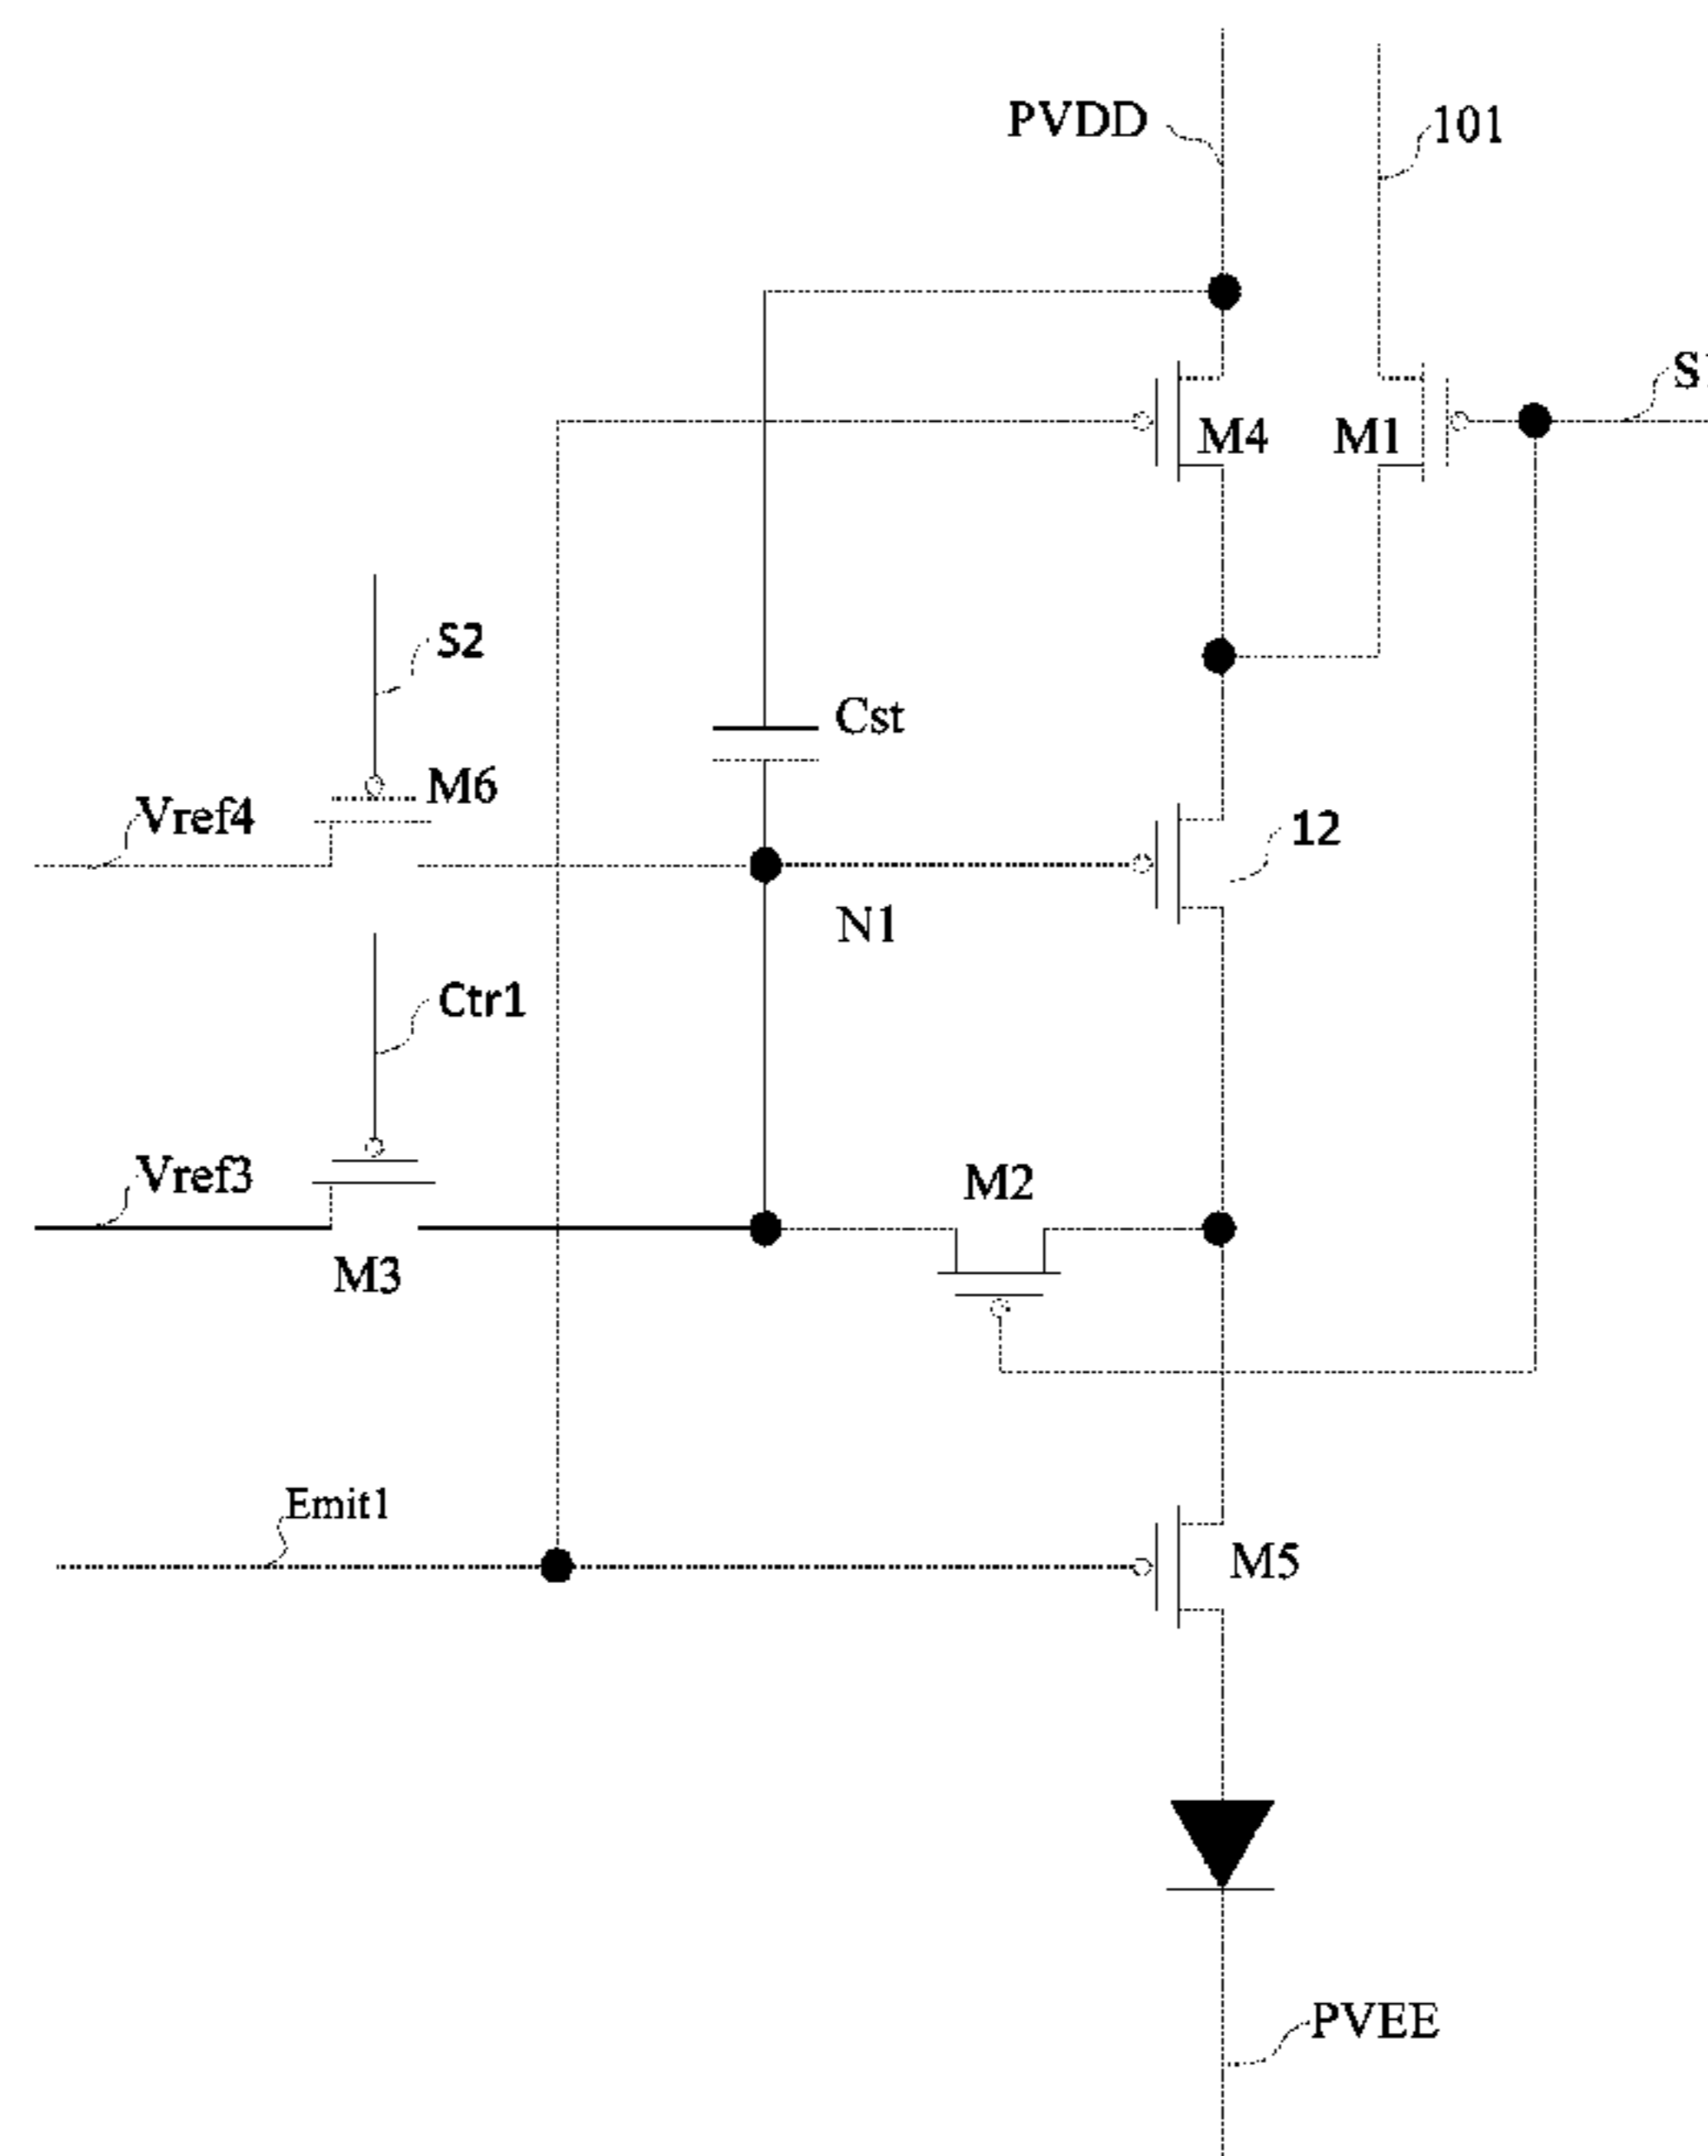 PVDD
101
S
M4
M1
S2
Cst
M6
Vref4
12
N1
Ctr1
Vref3
M2
M3
Emit1
M5
PVEE